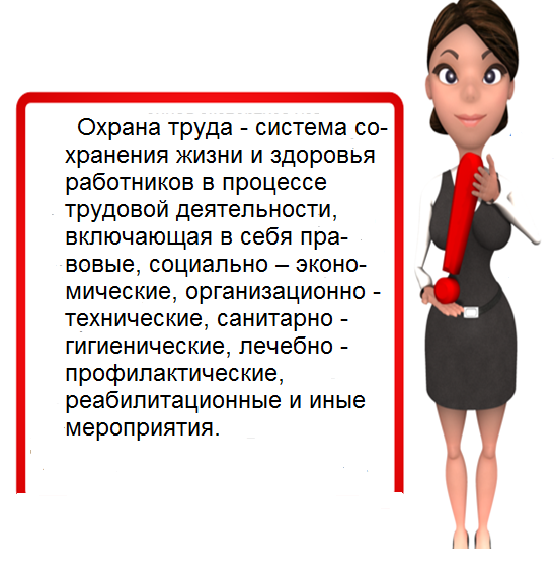 Охрана труда - система со-
хранения жизни и здоровья
работников в процессе
трудовой деятельности,
включающая в себя пра-
вовые, социально – эконо-
мические, организационно -
технические, санитарно -
гигиенические, лечебно -
профилактические,
реабилитационные и иные
мероприятия.